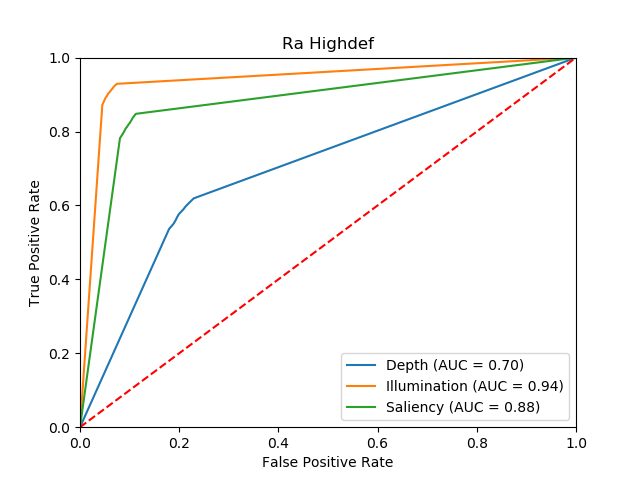 Ra Highdef
1.0
0.8
0.6
0.4
0.2
0.0
True Positive Rate
Depth (AUC = 0.70)
Illumination (AUC = 0.94)
Saliency (AUC = 0.88)
0.0 0.2 0.4 0.6 0.8 1.0
False Positive Rate